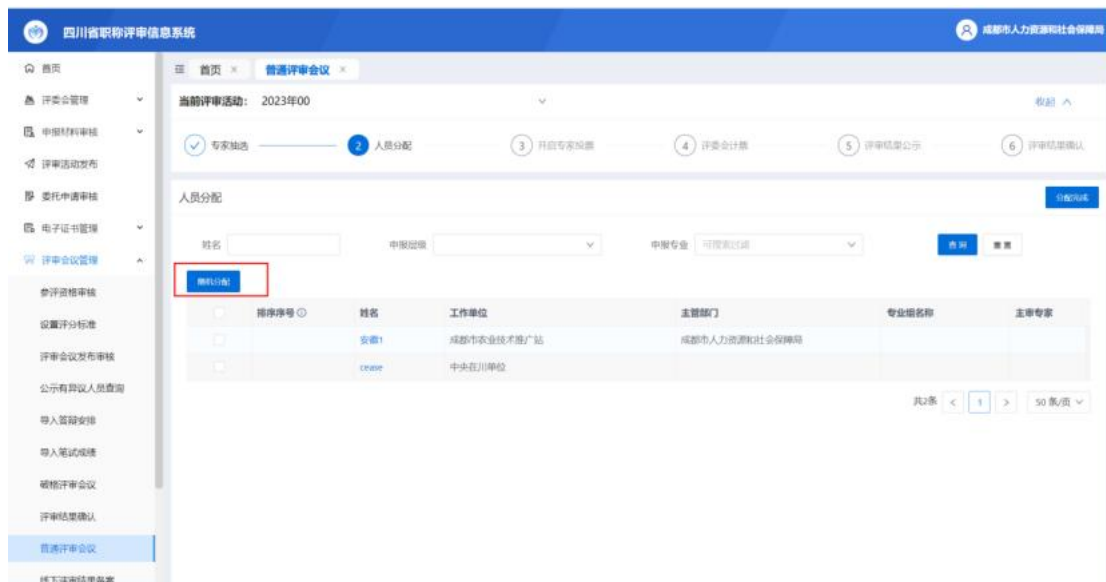 四川省职称评审信息系统
成都市人力资源和社会保障局
首页
评委会管理
申报材料审核
评审活动发布
委托申请审核
电子证书管理
评审会议管理
参评资格审核
设置评分标准
评审会议发布审核
公示有异议人员查询
导入答辩安排
导入笔试成绩
破格评审会议
评审结果确认
普通评审会议
线下评审结果备案
首页 × 普通评审会议 ×
当前评审活动: 2023年00
收起
专家抽选
2 人员分配
3 开启专家投票
4 评委会计票
5 评审结果公示
6 评审结果确认
人员分配
分配完成
姓名 申报层级 申报专业 可搜索过滤 查询 重置
随机分配
排序序号 姓名 工作单位 主管部门 专业组名称 主审专家
安徽1 成都市农业技术推广站 成都市人力资源和社会保障局
cease 中央在川单位
共2条 < 1 > 50 条/页